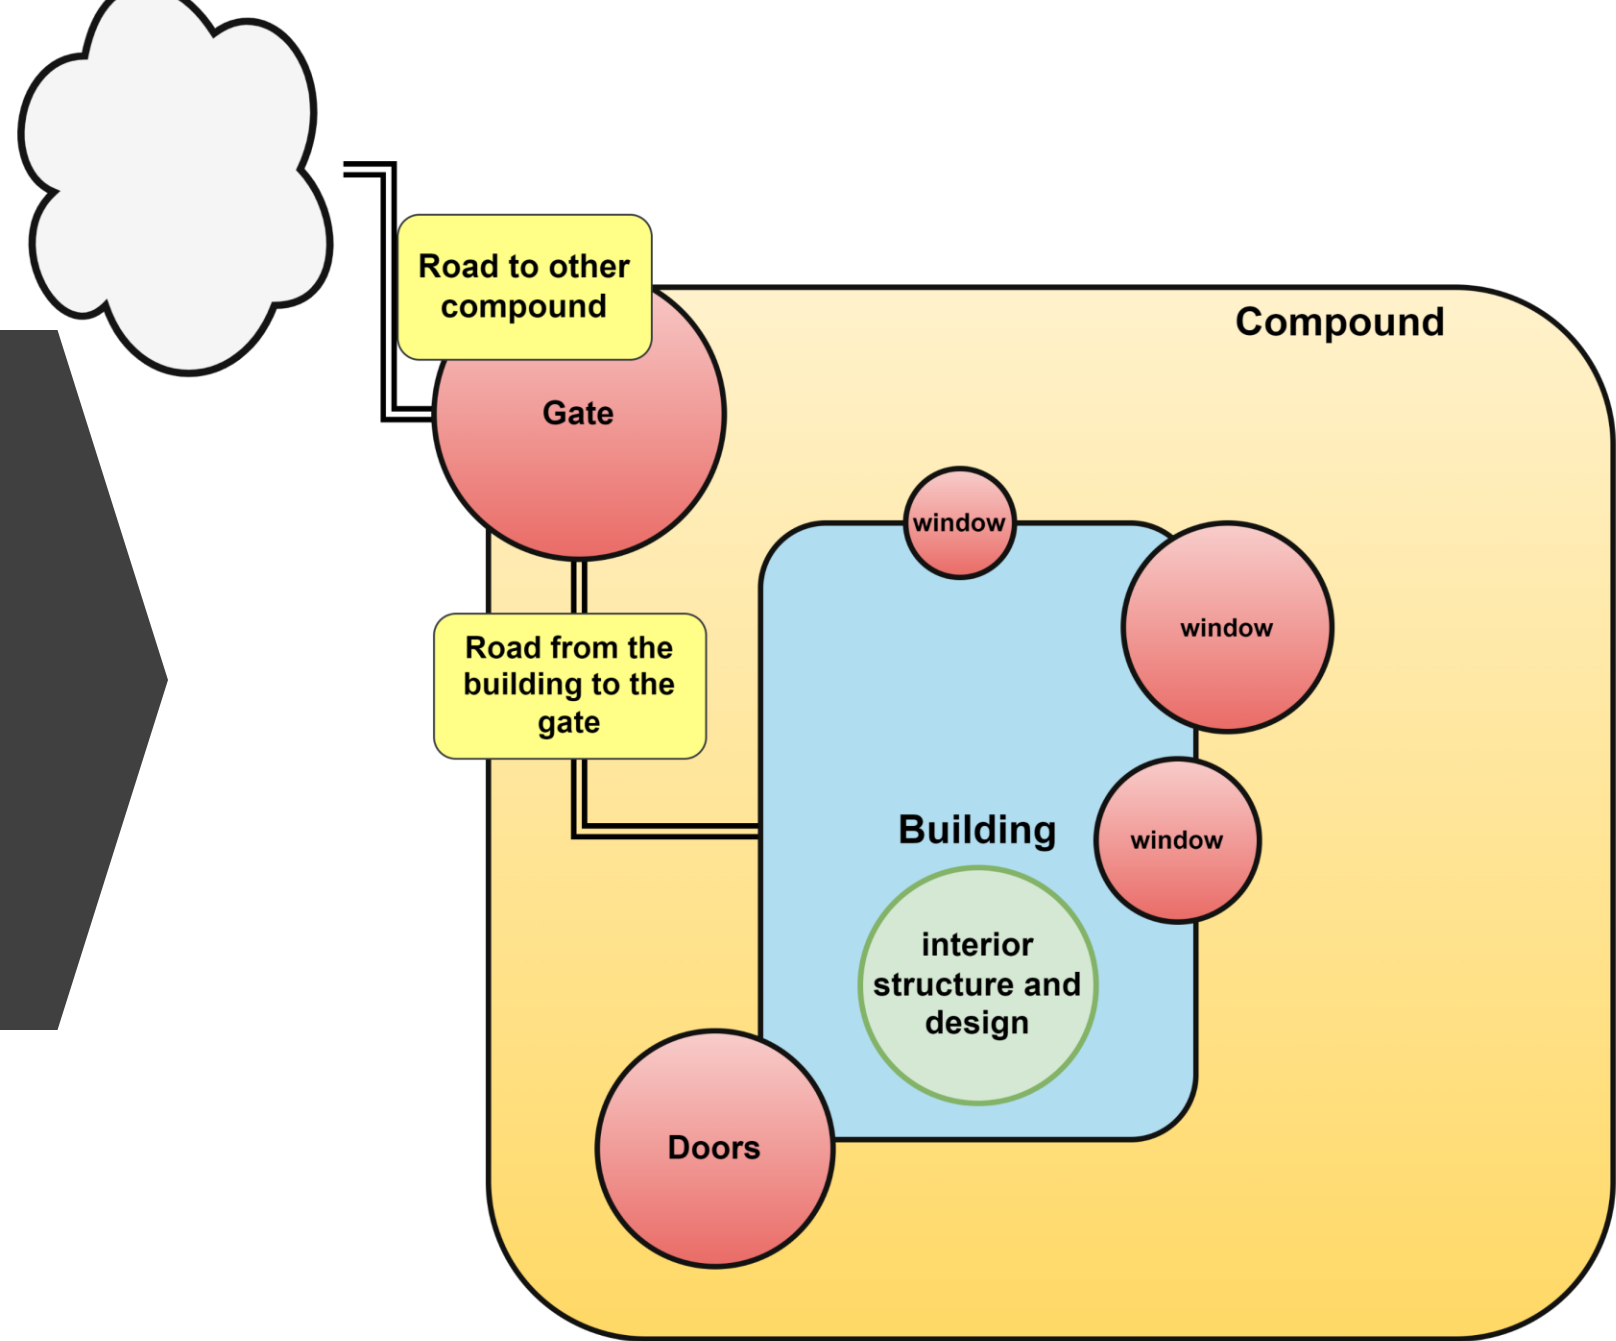 Road to other
compound
Compound
Gate
window
window
Road from the
building to the
gate
Building
window
interior
structure and
design
Doors